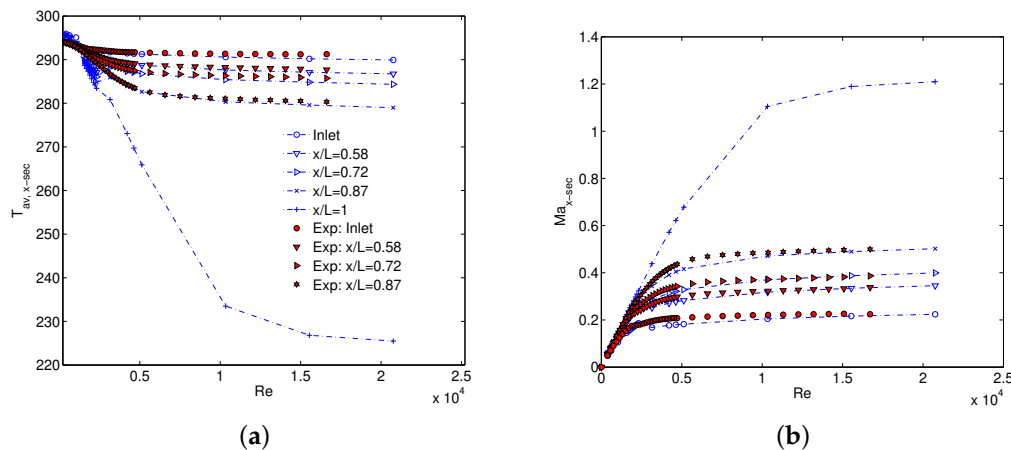 300
290
280
270
260
250
240
230
220
T av, x−sec
0.5
1
1.5
2
2.5
Re
x 10^4
Inlet
x/L=0.58
x/L=0.72
x/L=0.87
x/L=1
Exp: Inlet
Exp: x/L=0.58
Exp: x/L=0.72
Exp: x/L=0.87
(a)
1.4
1.2
1
0.8
0.6
0.4
0.2
0
Ma x−sec
0
0.5
1
1.5
2
2.5
Re
x 10^4
(b)